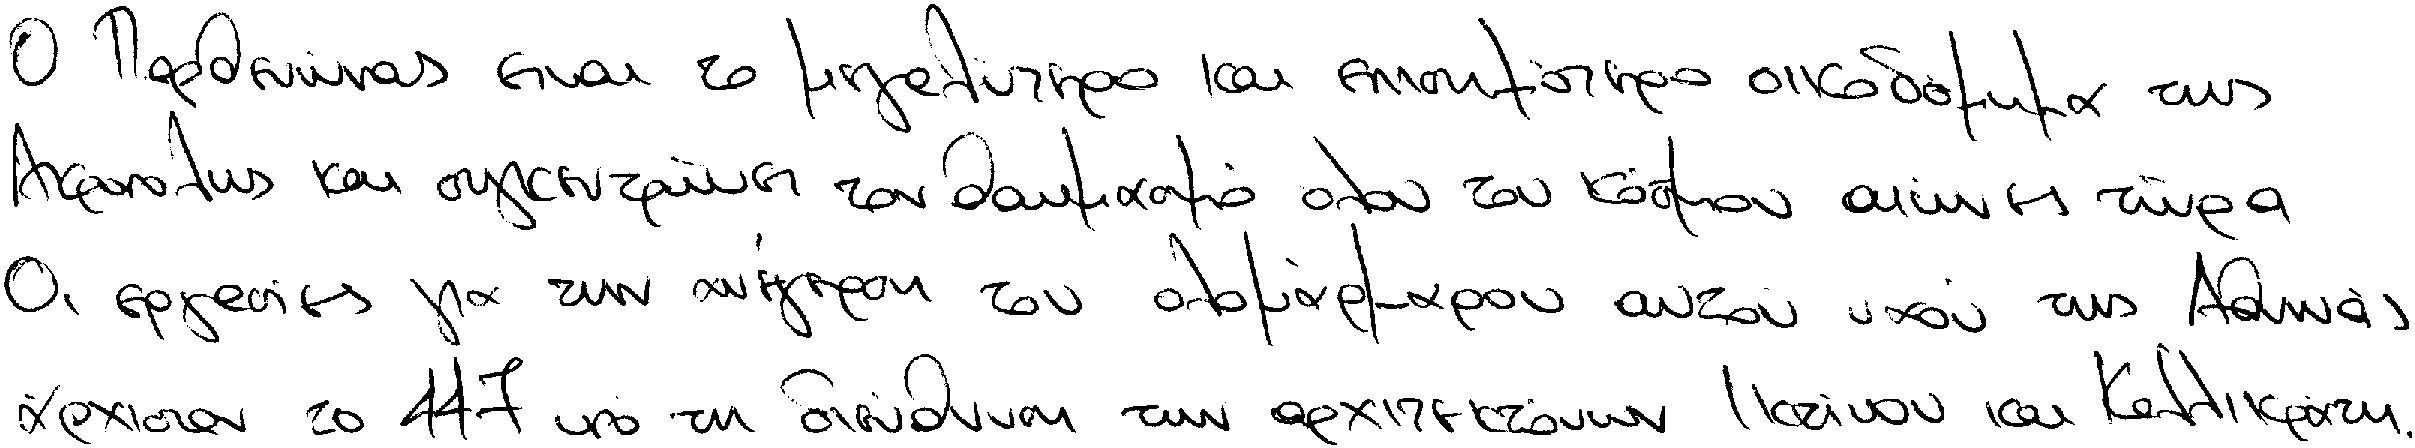 Ο Παρθενώνας είναι το μεγαλύτερο και επισημότερο οικοδόμημα της
Ακρόπολης και συγκεντρώνει τον θαυμασμό όλου του κόσμου αιώνες τώρα
Οι εργασίες για την ανέγερση του ολομάρμαρου αυτού ναού της Αθηνάς
άρχισαν το 447 υπό τη διεύθυνση των αρχιτεκτόνων Ικτίνου και Καλλικράτη.